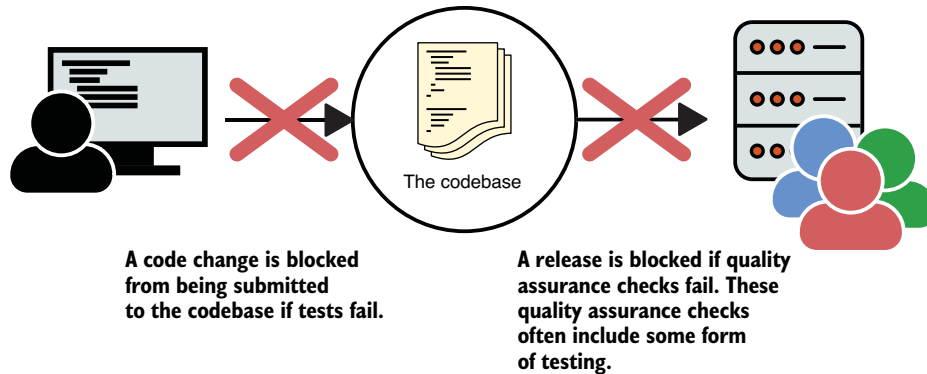 The codebase
A code change is blocked
from being submitted
to the codebase if tests fail.
A release is blocked if quality
assurance checks fail. These
quality assurance checks
often include some form
of testing.